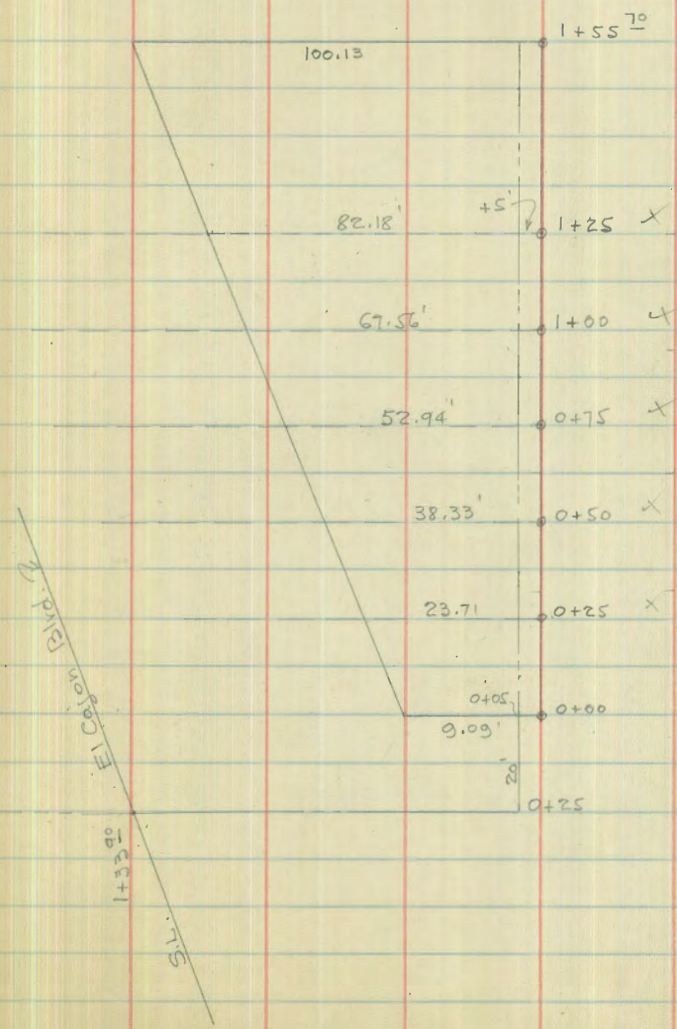 1+55 70
100.13
+5'
82.18' 1+25 x
67.56' 1+00 x
52.94' 0+75 x
38.33' 0+50 x
23.71 0+25 x
0+05
9.09' 0+00
20'
0+25
El Cajon Blvd.
1+33 90
S.L.